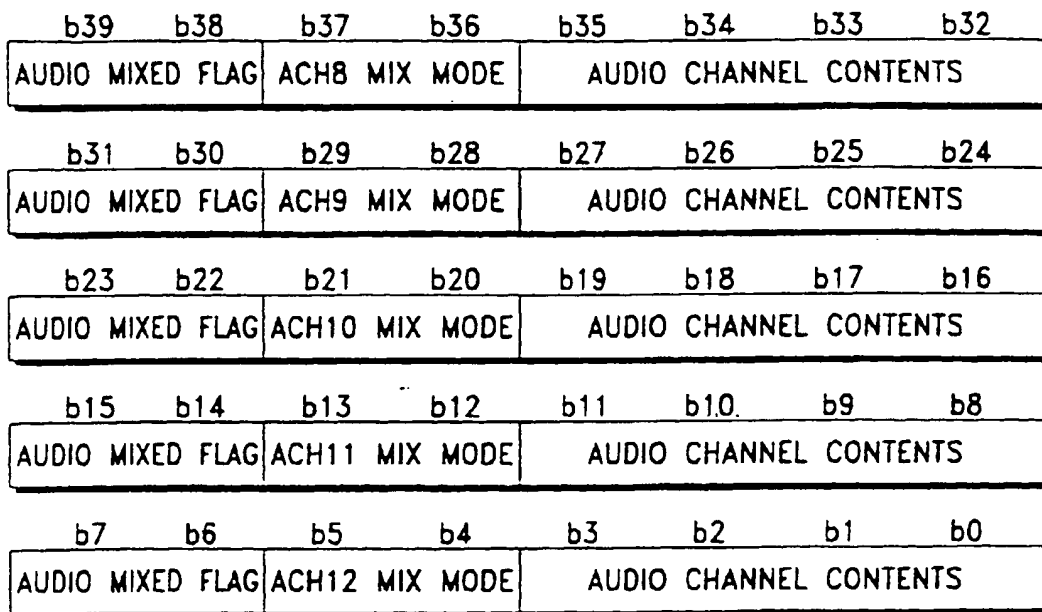 b39 b38 b37 b36 b35 b34 b33 b32
AUDIO MIXED FLAG ACH8 MIX MODE AUDIO CHANNEL CONTENTS
b31 b30 b29 b28 b27 b26 b25 b24
AUDIO MIXED FLAG ACH9 MIX MODE AUDIO CHANNEL CONTENTS
b23 b22 b21 b20 b19 b18 b17 b16
AUDIO MIXED FLAG ACH10 MIX MODE AUDIO CHANNEL CONTENTS
b15 b14 b13 b12 b11 b10 b9 b8
AUDIO MIXED FLAG ACH11 MIX MODE AUDIO CHANNEL CONTENTS
b7 b6 b5 b4 b3 b2 b1 b0
AUDIO MIXED FLAG ACH12 MIX MODE AUDIO CHANNEL CONTENTS